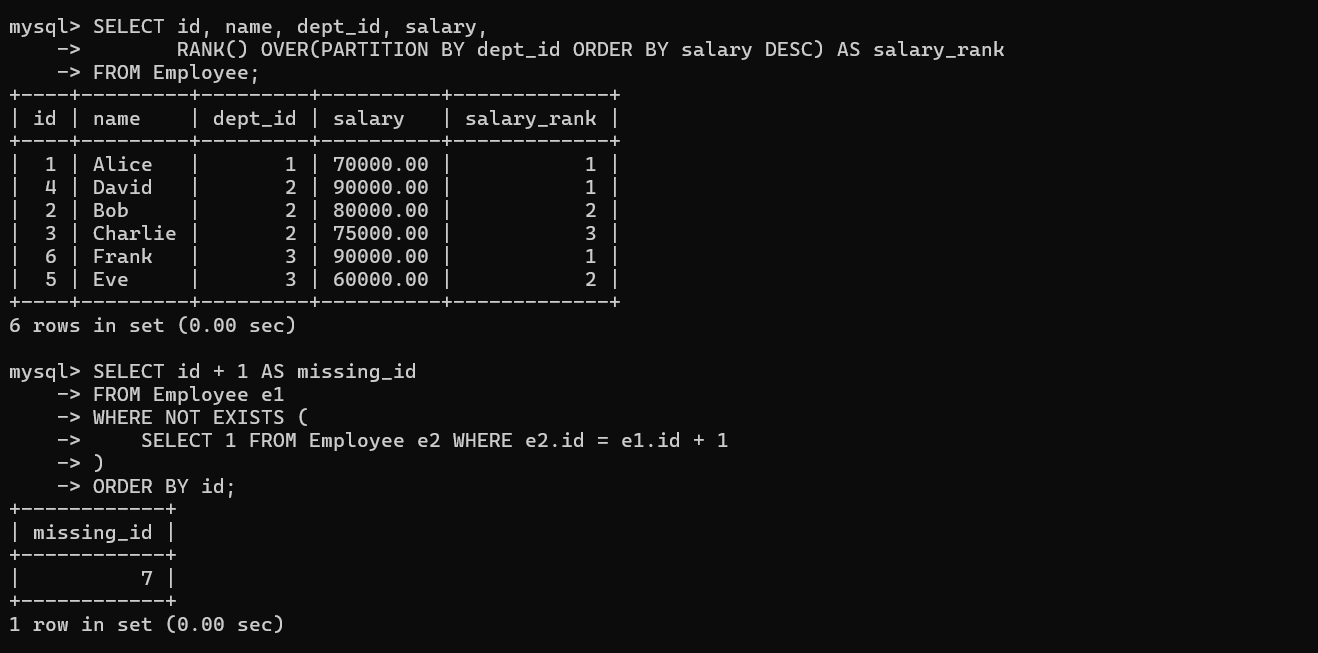 mysql> SELECT id, name, dept_id, salary,
    ->        RANK() OVER(PARTITION BY dept_id ORDER BY salary DESC) AS salary_rank
    -> FROM Employee;
+----+---------+---------+----------+-------------+
| id | name    | dept_id | salary   | salary_rank |
+----+---------+---------+----------+-------------+
|  1 | Alice   |       1 | 70000.00 |           1 |
|  4 | David   |       2 | 90000.00 |           1 |
|  2 | Bob     |       2 | 80000.00 |           2 |
|  3 | Charlie |       2 | 75000.00 |           3 |
|  6 | Frank   |       3 | 90000.00 |           1 |
|  5 | Eve     |       3 | 60000.00 |           2 |
+----+---------+---------+----------+-------------+
6 rows in set (0.00 sec)

mysql> SELECT id + 1 AS missing_id
    -> FROM Employee e1
    -> WHERE NOT EXISTS (
    ->     SELECT 1 FROM Employee e2 WHERE e2.id = e1.id + 1
    -> )
    -> ORDER BY id;
+------------+
| missing_id |
+------------+
|          7 |
+------------+
1 row in set (0.00 sec)